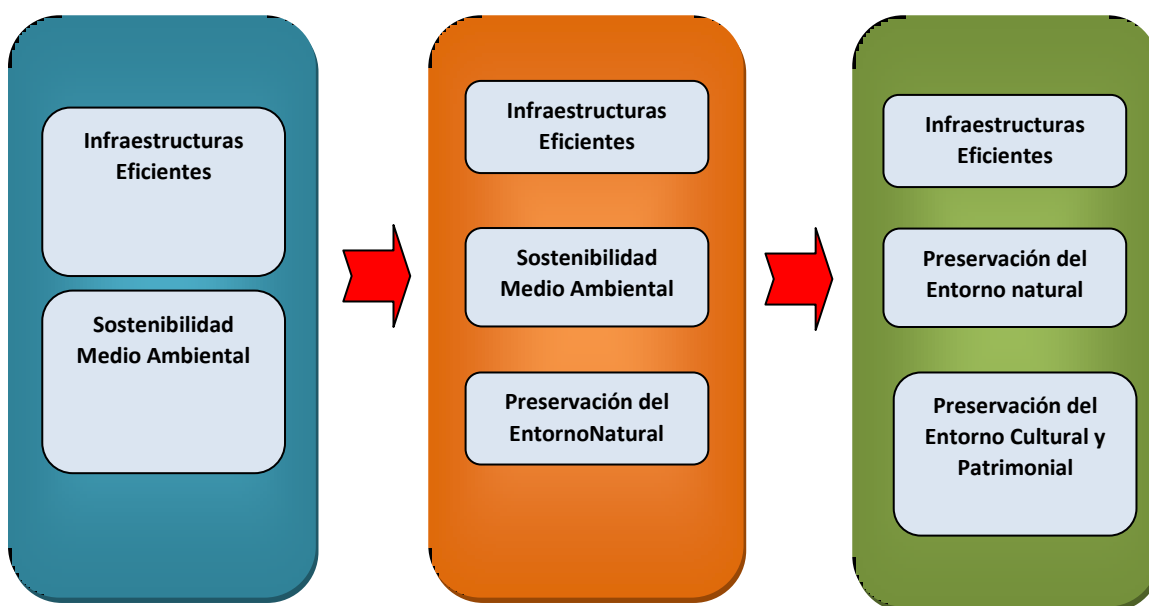 Infraestructuras
Eficientes
Sostenibilidad
Medio Ambiental
Infraestructuras
Eficientes
Sostenibilidad
Medio Ambiental
Preservación del
EntornoNatural
Infraestructuras
Eficientes
Preservación del
Entorno natural
Preservación del
Entorno Cultural y
Patrimonial